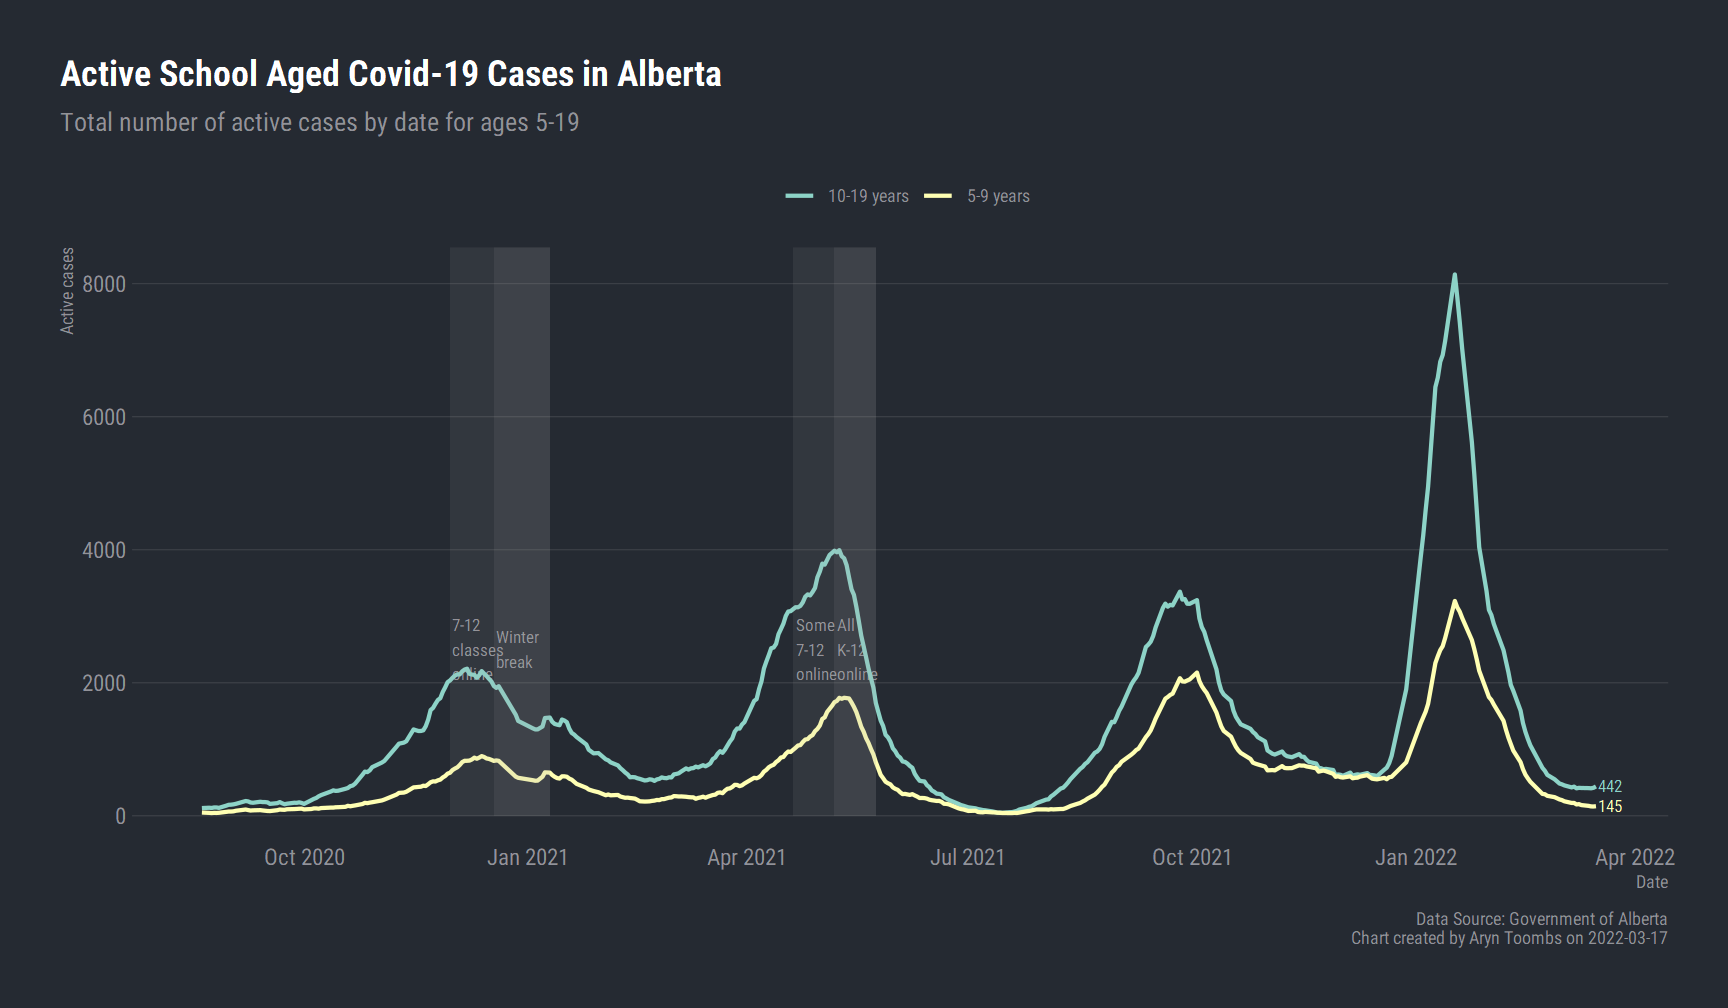 Active School Aged Covid-19 Cases in Alberta
Total number of active cases by date for ages 5-19
10-19 years
5-9 years
Active cases
8000
6000
4000
2000
0
7-12
classes
online
Winter
break
Some
7-12
online
All
K-12
online
442
145
Oct 2020
Jan 2021
Apr 2021
Jul 2021
Oct 2021
Jan 2022
Apr 2022
Date
Data Source: Government of Alberta
Chart created by Aryn Toombs on 2022-03-17